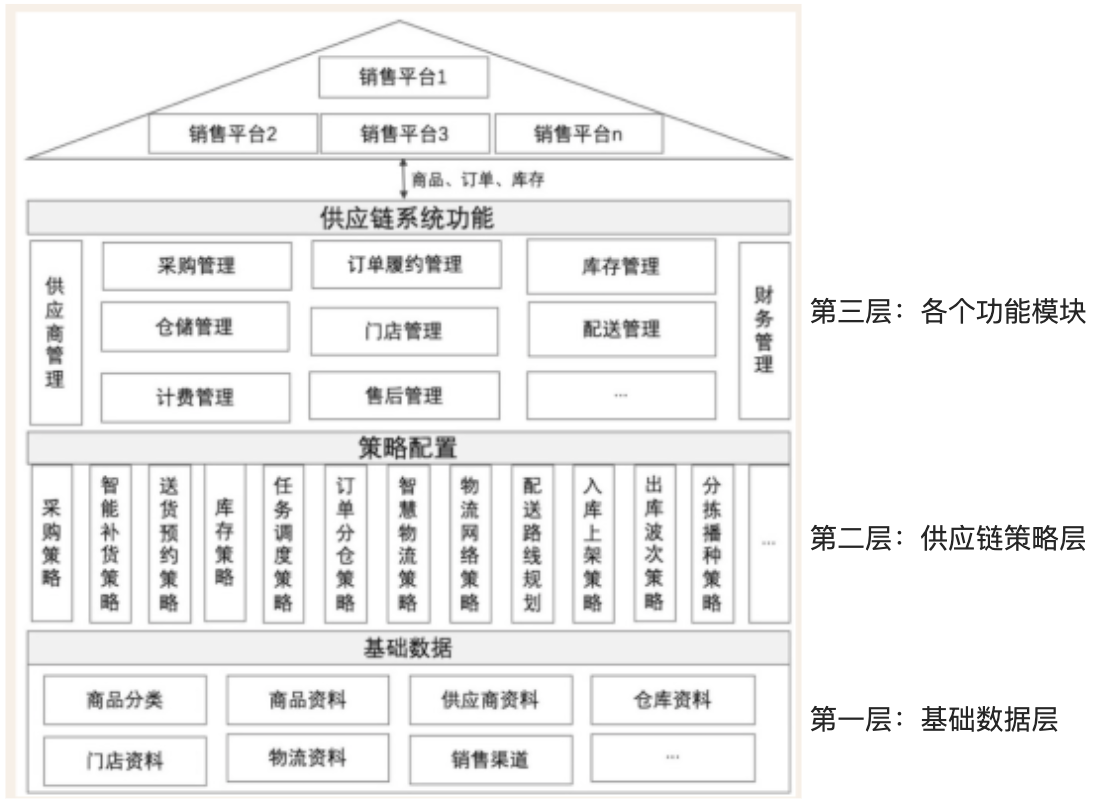 销售平台1
销售平台2
销售平台3
销售平台n
商品、订单、库存
供应链系统功能
供应商管理
采购管理
订单履约管理
库存管理
仓储管理
门店管理
配送管理
计费管理
售后管理
...
财务管理
第三层：各个功能模块
策略配置
采购策略
智能补货策略
送货预约策略
库存策略
任务调度策略
订单分仓策略
智慧物流策略
物流网络策略
配送路线规划
入库上架策略
出库波次策略
分拣播种策略
...
第二层：供应链策略层
基础数据
商品分类
商品资料
供应商资料
仓库资料
门店资料
物流资料
销售渠道
...
第一层：基础数据层